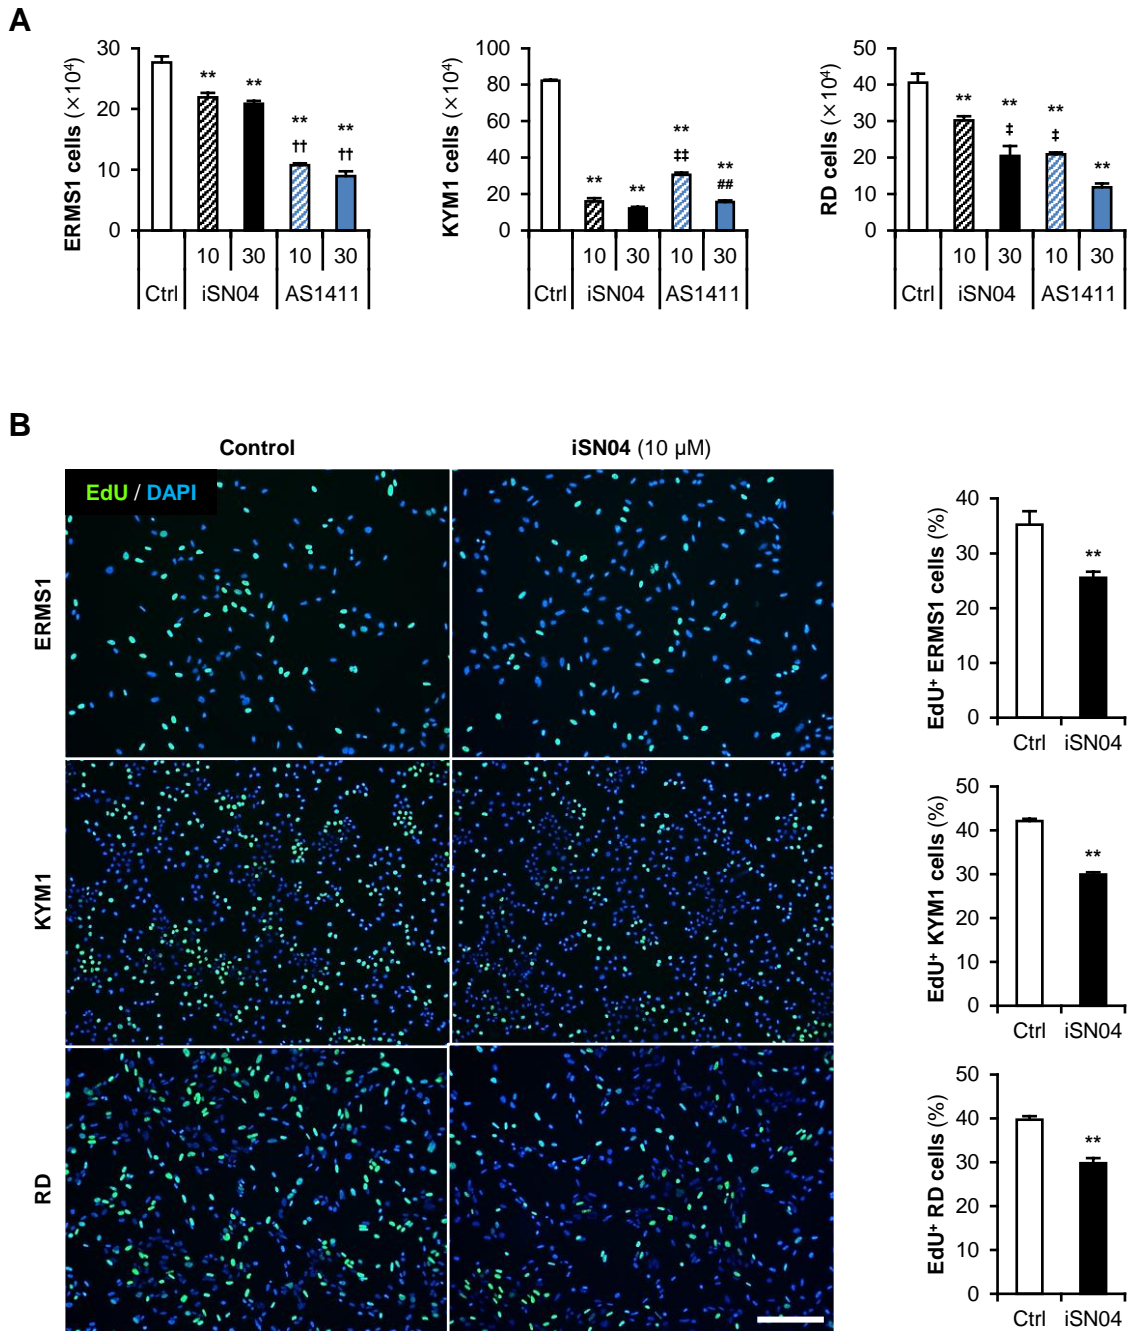 A
ERMS1 cells (×10⁴)
30
20
10
0
**
**
**
††
**
††
10
30
10
30
Ctrl
iSN04
AS1411
KYM1 cells (×10⁴)
100
80
60
40
20
0
**
**
**
‡‡
**
##
10
30
10
30
Ctrl
iSN04
AS1411
RD cells (×10⁴)
50
40
30
20
10
0
**
**
‡
**
‡
**
10
30
10
30
Ctrl
iSN04
AS1411
B
Control
iSN04 (10 µM)
EdU / DAPI
ERMS1
KYM1
RD
EdU⁺ ERMS1 cells (%)
40
30
20
10
0
**
Ctrl
iSN04
EdU⁺ KYM1 cells (%)
50
40
30
20
10
0
**
Ctrl
iSN04
EdU⁺ RD cells (%)
50
40
30
20
10
0
**
Ctrl
iSN04